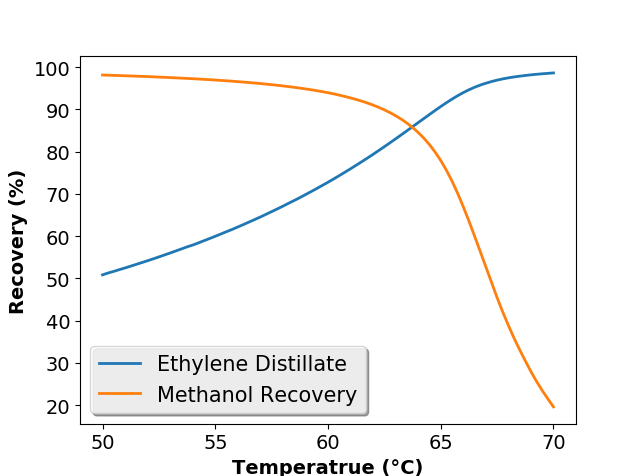 100
90
80
70
60
50
40
30
20
Recovery (%)
Ethylene Distillate
Methanol Recovery
50 55 60 65 70
Temperatrue (°C)